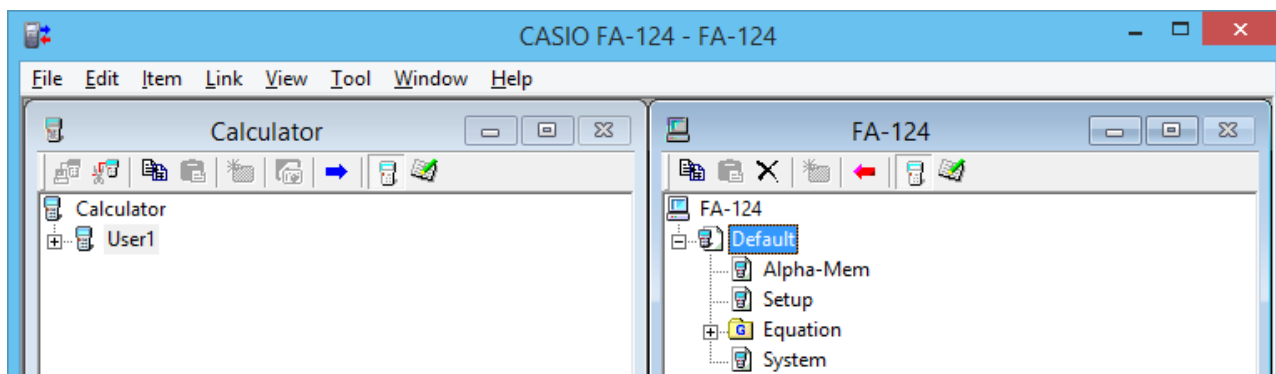 CASIO FA-124 - FA-124
File Edit Item Link View Tool Window Help
Calculator
Calculator
User1
FA-124
FA-124
Default
Alpha-Mem
Setup
G Equation
System